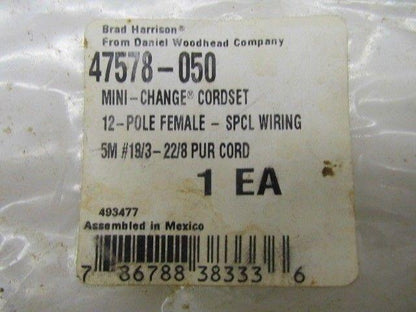 Brad Harrison®
From Daniel Woodhead Company
47578-050
MINI-CHANGE® CORDSET
12-POLE FEMALE - SPCL WIRING
5M #19/3-22/8 PUR CORD
1 EA
493477
Assembled in Mexico
7 86788 38333 6